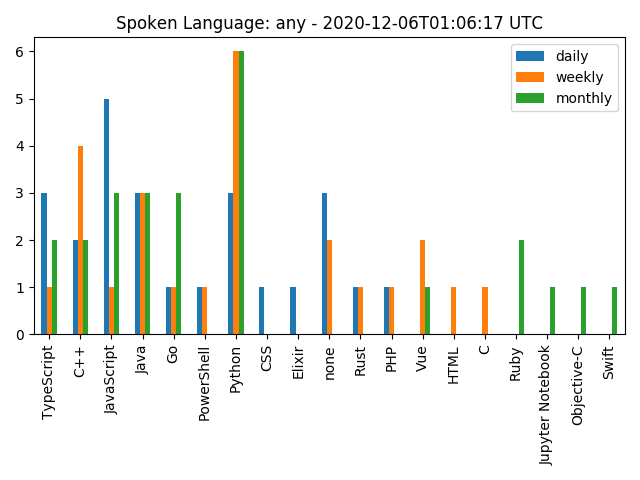 Spoken Language: any - 2020-12-06T01:06:17 UTC
daily
weekly
monthly
6
5
4
3
2
1
0
TypeScript
C++
JavaScript
Java
Go
PowerShell
Python
CSS
Elixir
none
Rust
PHP
Vue
HTML
C
Ruby
Jupyter Notebook
Objective-C
Swift